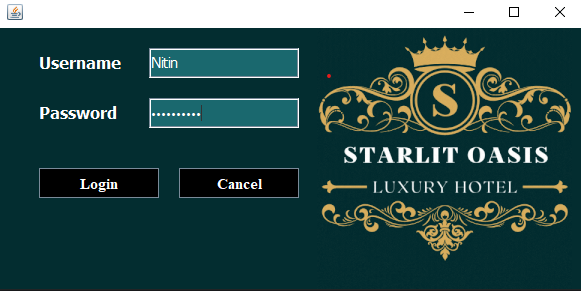 Username
Nitin
Password
••••••••••
Login
Cancel
S
STARLIT OASIS
LUXURY HOTEL